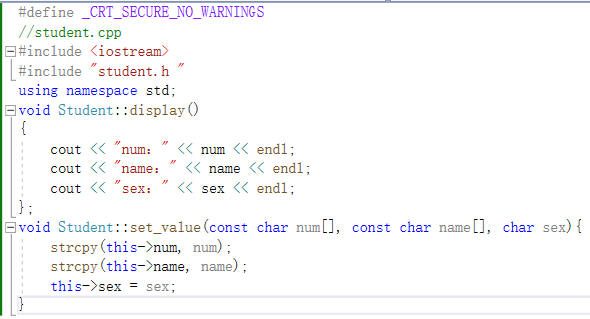 #define _CRT_SECURE_NO_WARNINGS
//student.cpp
#include <iostream>
#include "student.h "
using namespace std;
void Student::display()
{
    cout << "num：" << num << endl;
    cout << "name：" << name << endl;
    cout << "sex：" << sex << endl;
};
void Student::set_value(const char num[], const char name[], char sex){
    strcpy(this->num, num);
    strcpy(this->name, name);
    this->sex = sex;
}